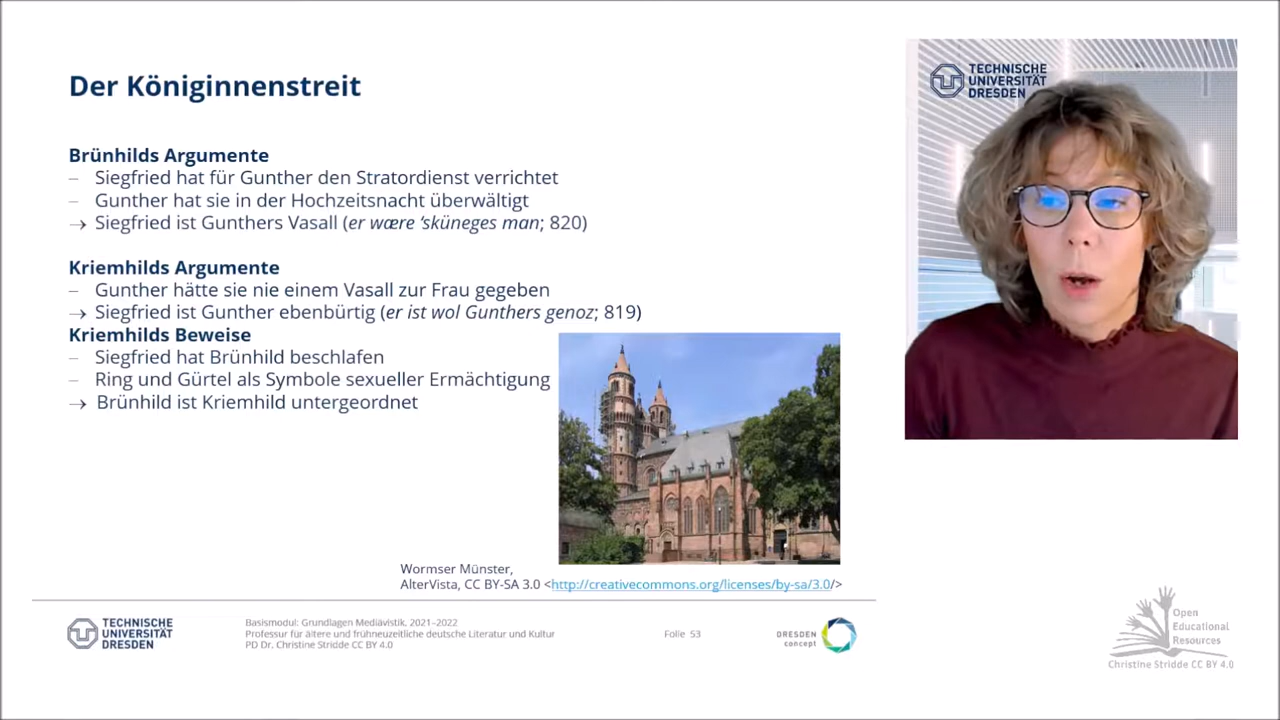 Der Königinnenstreit
Brünhilds Argumente
– Siegfried hat für Gunther den Stratordienst verrichtet
– Gunther hat sie in der Hochzeitsnacht überwältigt
→ Siegfried ist Gunthers Vasall (er wære ’sküneges man; 820)
Kriemhilds Argumente
– Gunther hätte sie nie einem Vasall zur Frau gegeben
→ Siegfried ist Gunther ebenbürtig (er ist wol Gunthers genoz; 819)
Kriemhilds Beweise
– Siegfried hat Brünhild beschlafen
– Ring und Gürtel als Symbole sexueller Ermächtigung
→ Brünhild ist Kriemhild untergeordnet
Wormser Münster,
AlterVista, CC BY-SA 3.0 <http://creativecommons.org/licenses/by-sa/3.0/>
TECHNISCHE
UNIVERSITÄT
DRESDEN
Basismodul: Grundlagen Mediävistik, 2021–2022
Professur für ältere und frühneuzeitliche deutsche Literatur und Kultur
PD Dr. Christine Stridde CC BY 4.0
Folie 53
DRESDEN
concept
TECHNISCHE
UNIVERSITÄT
DRESDEN
Open
Educational
Resources
Christine Stridde CC BY 4.0